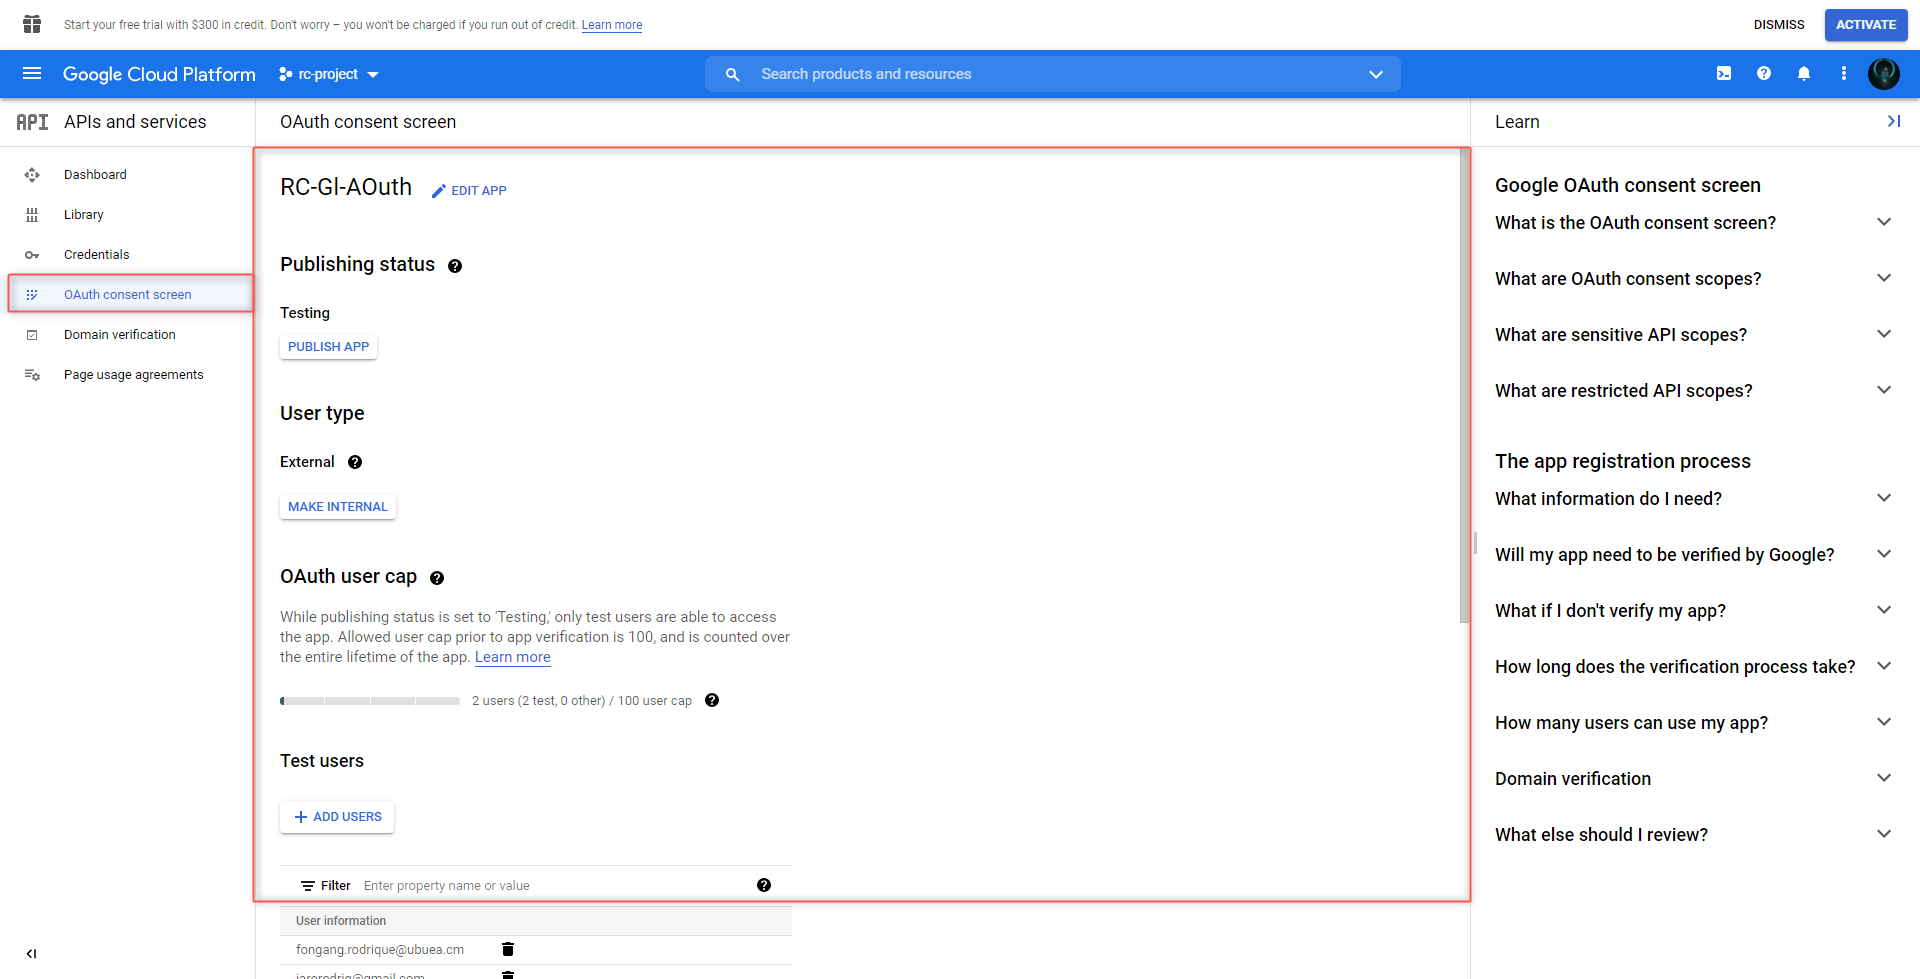 Start your free trial with $300 in credit. Don't worry – you won't be charged if you run out of credit. Learn more
DISMISS
ACTIVATE
Google Cloud Platform
rc-project
Search products and resources
API APIs and services
Dashboard
Library
Credentials
OAuth consent screen
Domain verification
Page usage agreements
OAuth consent screen
RC-Gl-AOuth
EDIT APP
Publishing status
Testing
PUBLISH APP
User type
External
MAKE INTERNAL
OAuth user cap
While publishing status is set to 'Testing,' only test users are able to access
the app. Allowed user cap prior to app verification is 100, and is counted over
the entire lifetime of the app. Learn more
2 users (2 test, 0 other) / 100 user cap
Test users
ADD USERS
Filter Enter property name or value
User information
fongang.rodrique@ubuea.cm
Learn
Google OAuth consent screen
What is the OAuth consent screen?
What are OAuth consent scopes?
What are sensitive API scopes?
What are restricted API scopes?
The app registration process
What information do I need?
Will my app need to be verified by Google?
What if I don't verify my app?
How long does the verification process take?
How many users can use my app?
Domain verification
What else should I review?